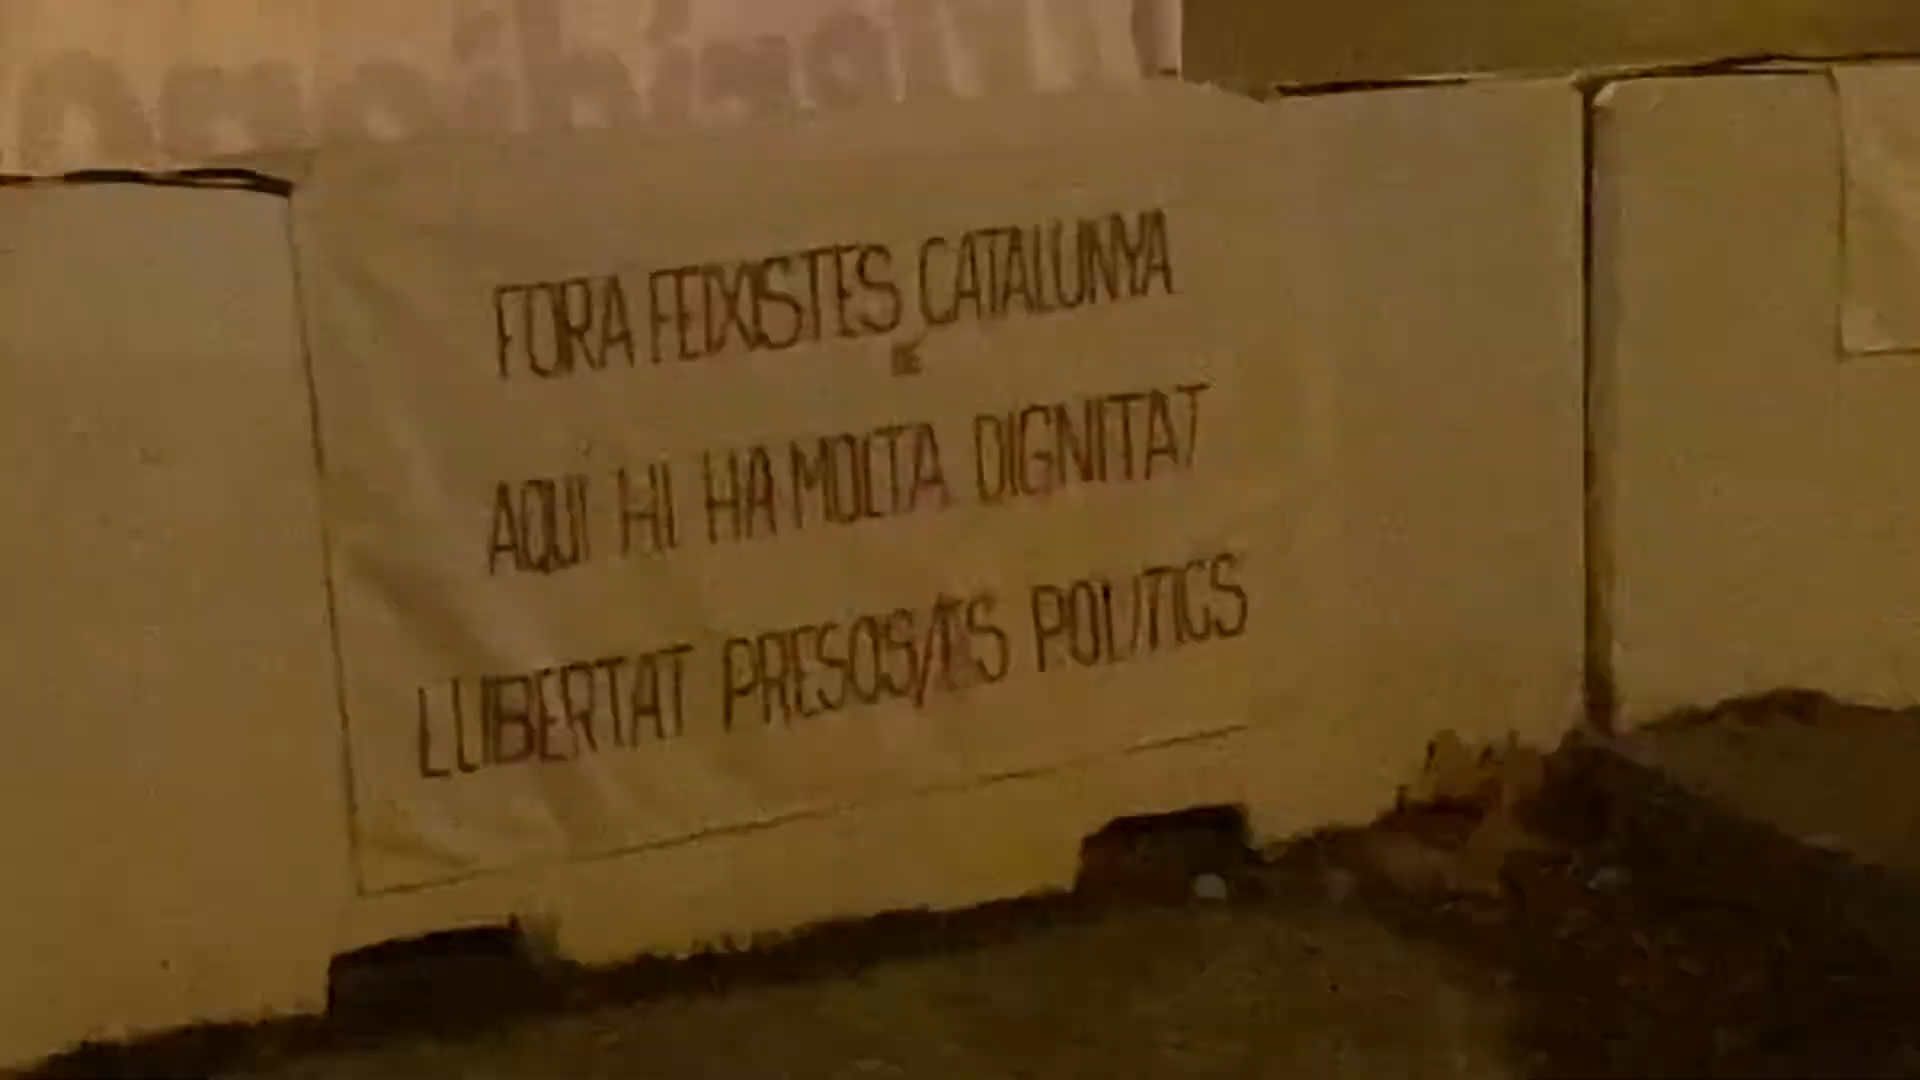 FORA FEIXISTES CATALUNYA
DE
AQUI HI HA MOLTA DIGNITAT
LLIBERTAT PRESOS/ES POLITICS